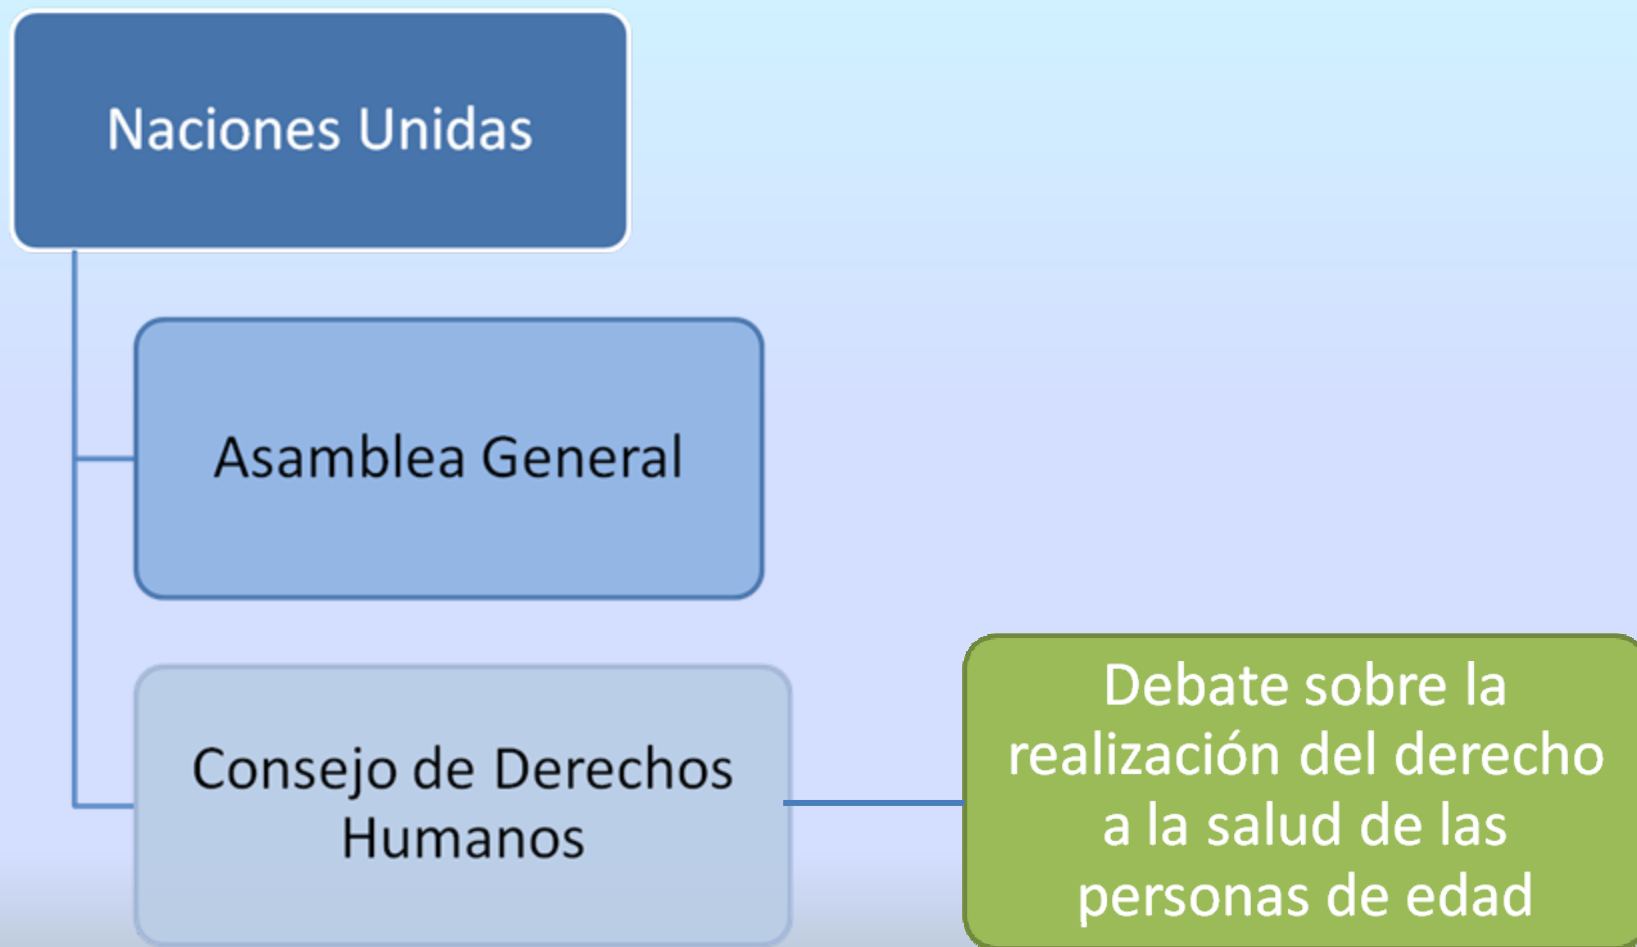 Naciones Unidas
Asamblea General
Consejo de Derechos
Humanos
Debate sobre la
realización del derecho
a la salud de las
personas de edad